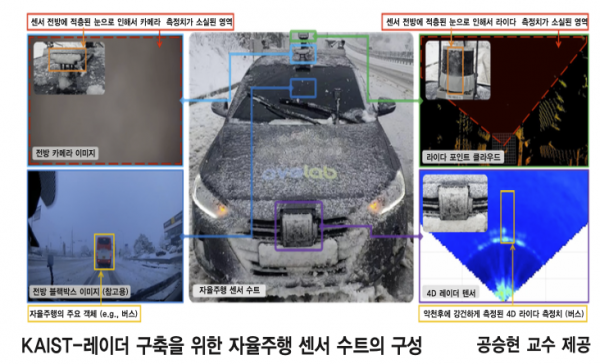 센서 전방에 적층된 눈으로 인해서 카메라 측정치가 소실된 영역
센서 전방에 적층된 눈으로 인해서 라이다 측정치가 소실된 영역
전방 카메라 이미지
라이다 포인트 클라우드
avelab
전방 블랙박스 이미지 (참고용)
자율주행 센서 수트
4D 레이더 텐서
자율주행의 주요 객체 (e.g., 버스)
악천후에 강건하게 측정된 4D 라이다 측정치 (버스)
KAIST-레이더 구축을 위한 자율주행 센서 수트의 구성
공승현 교수 제공